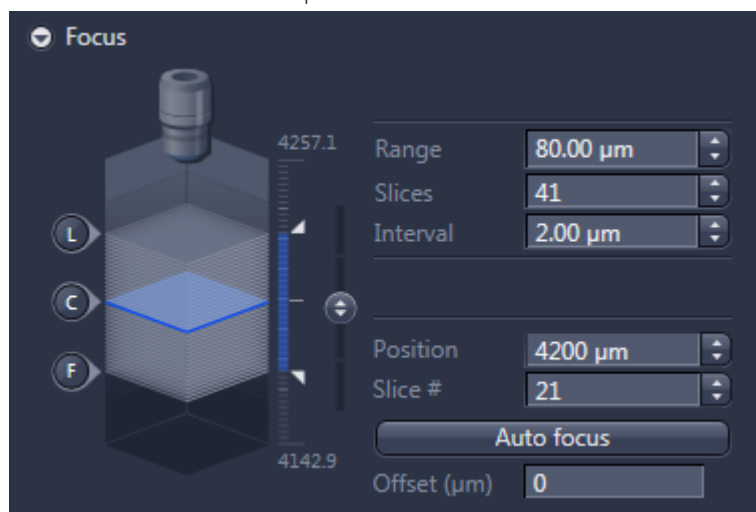 Focus
4257.1
Range 80.00 µm
Slices 41
L
Interval 2.00 µm
C
Position 4200 µm
F
Slice # 21
Auto focus
4142.9
Offset (µm) 0